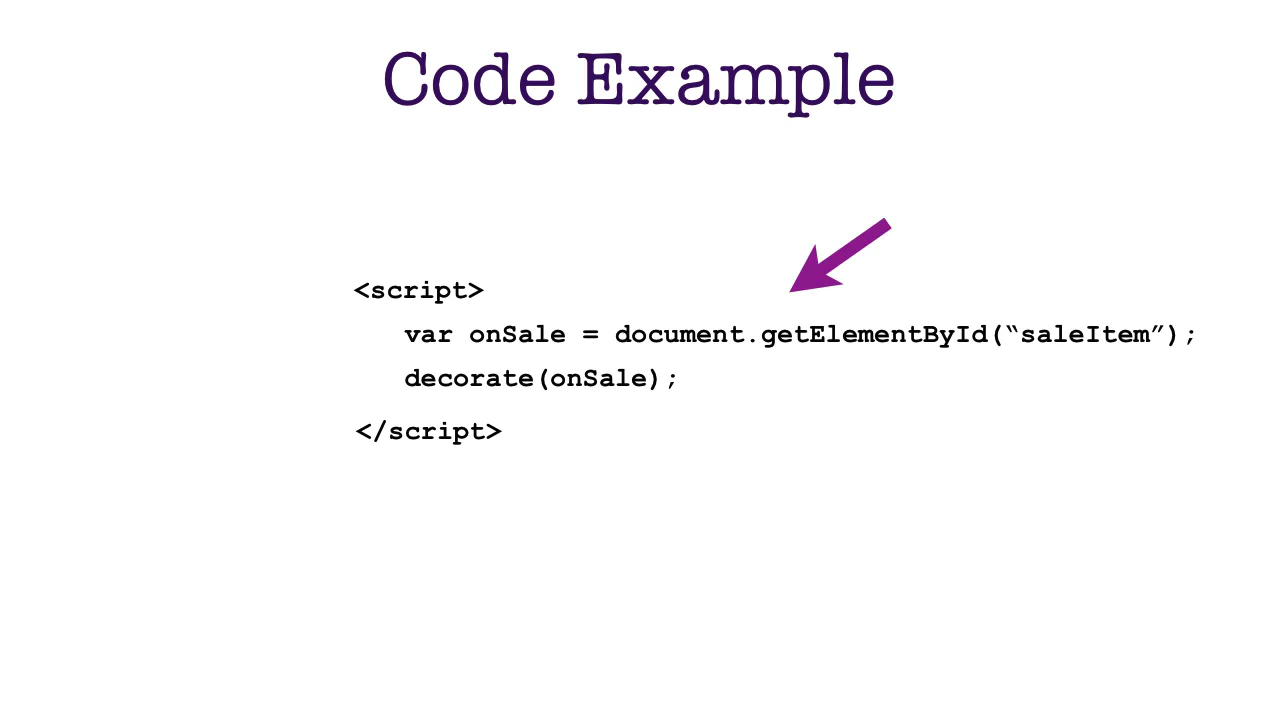 Code Example
<script>
var onSale = document.getElementById(“saleItem”);
decorate(onSale);
</script>